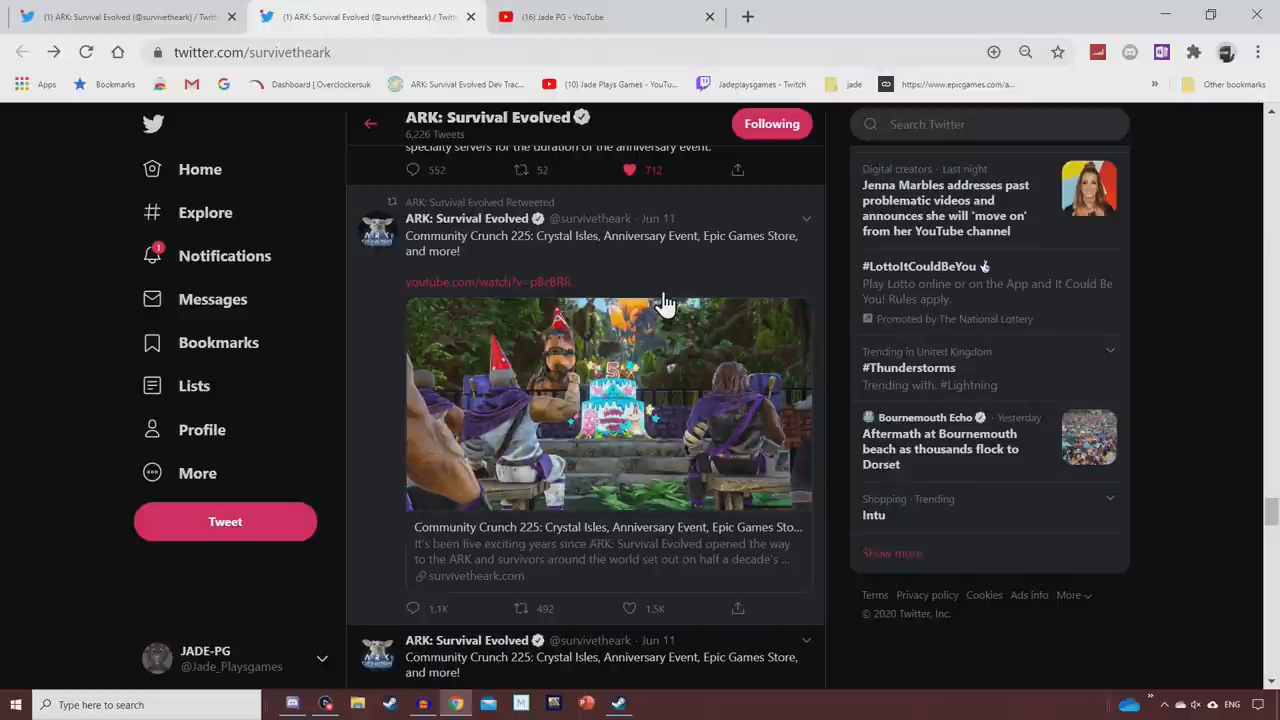 (1) ARK: Survival Evolved (@survivetheark) / Twitt
(1) ARK: Survival Evolved (@survivetheark) / Twitt
(16) Jade PG - YouTube
twitter.com/survivetheark
Apps
Bookmarks
Dashboard | Overclockersuk
ARK: Survival Evolved Dev Trac...
(10) Jade Plays Games - YouTu...
Jadeplaysgames - Twitch
jade
https://www.epicgames.com/a...
»
Other bookmarks
Home
Explore
1
Notifications
Messages
Bookmarks
Lists
Profile
More
Tweet
JADE-PG
@Jade_Playsgames
ARK: Survival Evolved
6,226 Tweets
Following
specialty servers for the duration of the anniversary event.
552 52 712
ARK: Survival Evolved Retweeted
ARK: Survival Evolved @survivetheark · Jun 11
Community Crunch 225: Crystal Isles, Anniversary Event, Epic Games Store,
and more!
5
Community Crunch 225: Crystal Isles, Anniversary Event, Epic Games Sto...
It's been five exciting years since ARK: Survival Evolved opened the way
to the ARK and survivors around the world set out on half a decade's ...
survivetheark.com
1.1K 492 1.5K
ARK: Survival Evolved @survivetheark · Jun 11
Community Crunch 225: Crystal Isles, Anniversary Event, Epic Games Store,
and more!
Search Twitter
Digital creators · Last night
Jenna Marbles addresses past
problematic videos and
announces she will 'move on'
from her YouTube channel
#LottoItCouldBeYou
Play Lotto online or on the App and It Could Be
You! Rules apply.
Promoted by The National Lottery
Trending in United Kingdom
#Thunderstorms
Trending with: #Lightning
Bournemouth Echo · Yesterday
Aftermath at Bournemouth
beach as thousands flock to
Dorset
Shopping · Trending
Intu
Show more
Terms Privacy policy Cookies Ads info More
© 2020 Twitter, Inc.
Type here to search
ENG